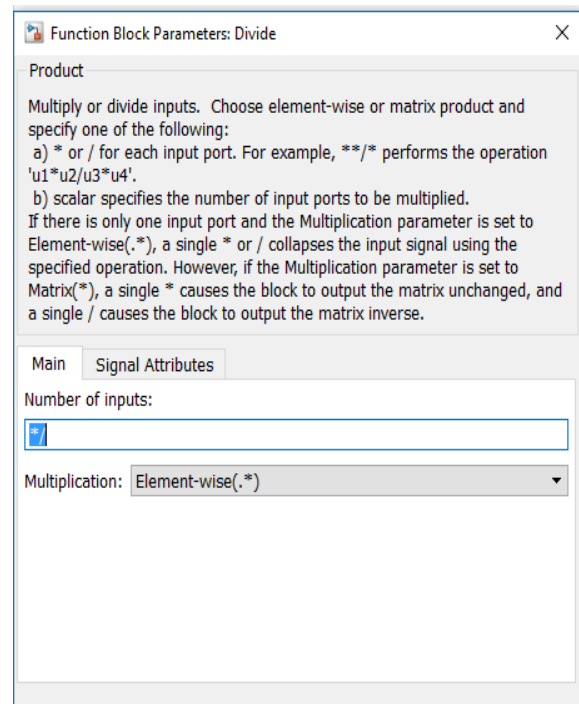 Function Block Parameters: Divide
Product
Multiply or divide inputs.  Choose element-wise or matrix product and
specify one of the following:
a) * or / for each input port. For example, **/* performs the operation
'u1*u2/u3*u4'.
b) scalar specifies the number of input ports to be multiplied.
If there is only one input port and the Multiplication parameter is set to
Element-wise(.*), a single * or / collapses the input signal using the
specified operation. However, if the Multiplication parameter is set to
Matrix(*), a single * causes the block to output the matrix unchanged, and
a single / causes the block to output the matrix inverse.
Main Signal Attributes
Number of inputs:
*/
Multiplication: Element-wise(.*)